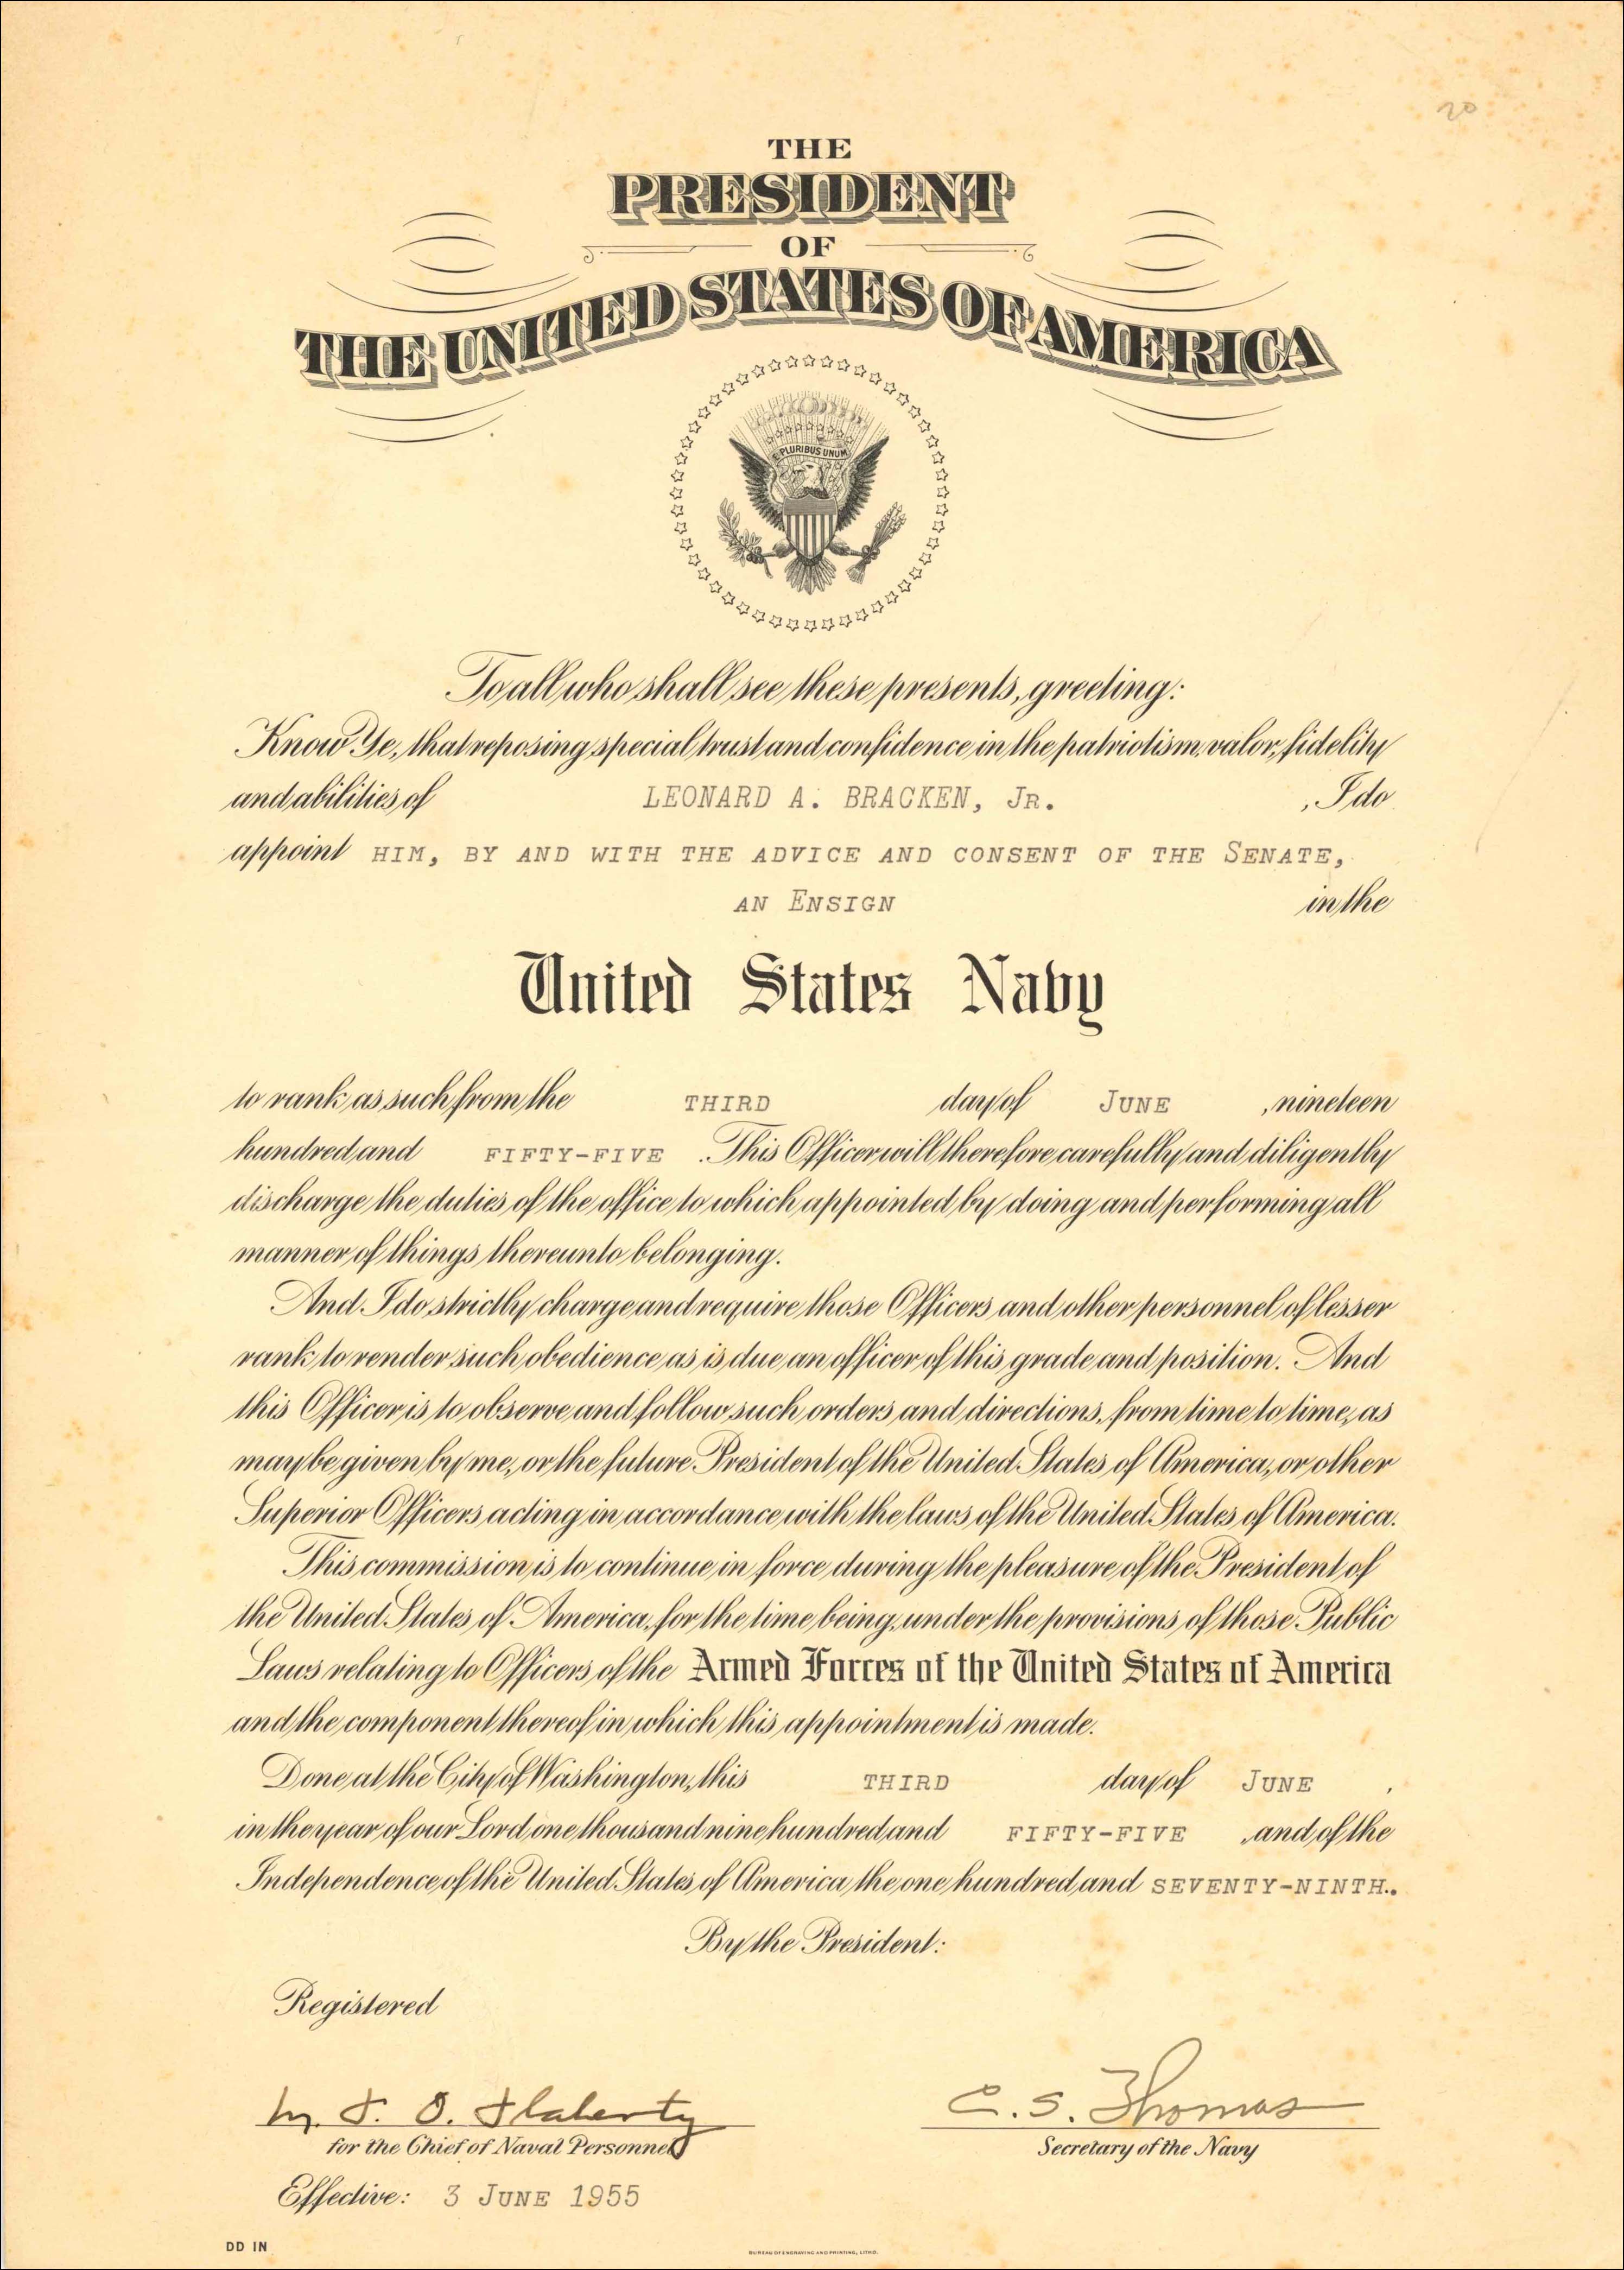 20
THE
PRESIDENT
OF
THE UNITED STATES OF AMERICA
E PLURIBUS UNUM
To all who shall see these presents, greeting:
Know Ye, that reposing special trust and confidence in the patriotism, valor, fidelity
and abilities of LEONARD A. BRACKEN, JR. , I do
appoint HIM, BY AND WITH THE ADVICE AND CONSENT OF THE SENATE,
AN ENSIGN in the
United States Navy
to rank as such from the THIRD day of JUNE , nineteen
hundred and FIFTY-FIVE . This Officer will therefore carefully and diligently
discharge the duties of the office to which appointed by doing and performing all
manner of things thereunto belonging.
And I do strictly charge and require those Officers and other personnel of lesser
rank to render such obedience as is due an officer of this grade and position. And
this Officer is to observe and follow such orders and directions, from time to time, as
may be given by me, or the future President of the United States of America, or other
Superior Officers acting in accordance with the laws of the United States of America.
This commission is to continue in force during the pleasure of the President of
the United States of America, for the time being, under the provisions of those Public
Laws relating to Officers of the Armed Forces of the United States of America
and the component thereof in which this appointment is made.
Done at the City of Washington, this THIRD day of JUNE ,
in the year of our Lord one thousand nine hundred and FIFTY-FIVE , and of the
Independence of the United States of America the one hundred and SEVENTY-NINTH..
By the President:
Registered
M. J. O. Flaherty
for the Chief of Naval Personnel
C. S. Thomas
Secretary of the Navy
Effective: 3 JUNE 1955
DD IN
BUREAU OF ENGRAVING AND PRINTING, LITHO.